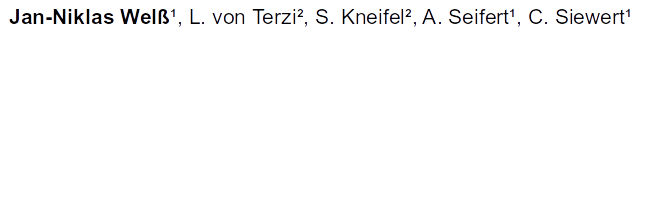 Jan-Niklas Welß¹, L. von Terzi², S. Kneifel², A. Seifert¹, C. Siewert¹